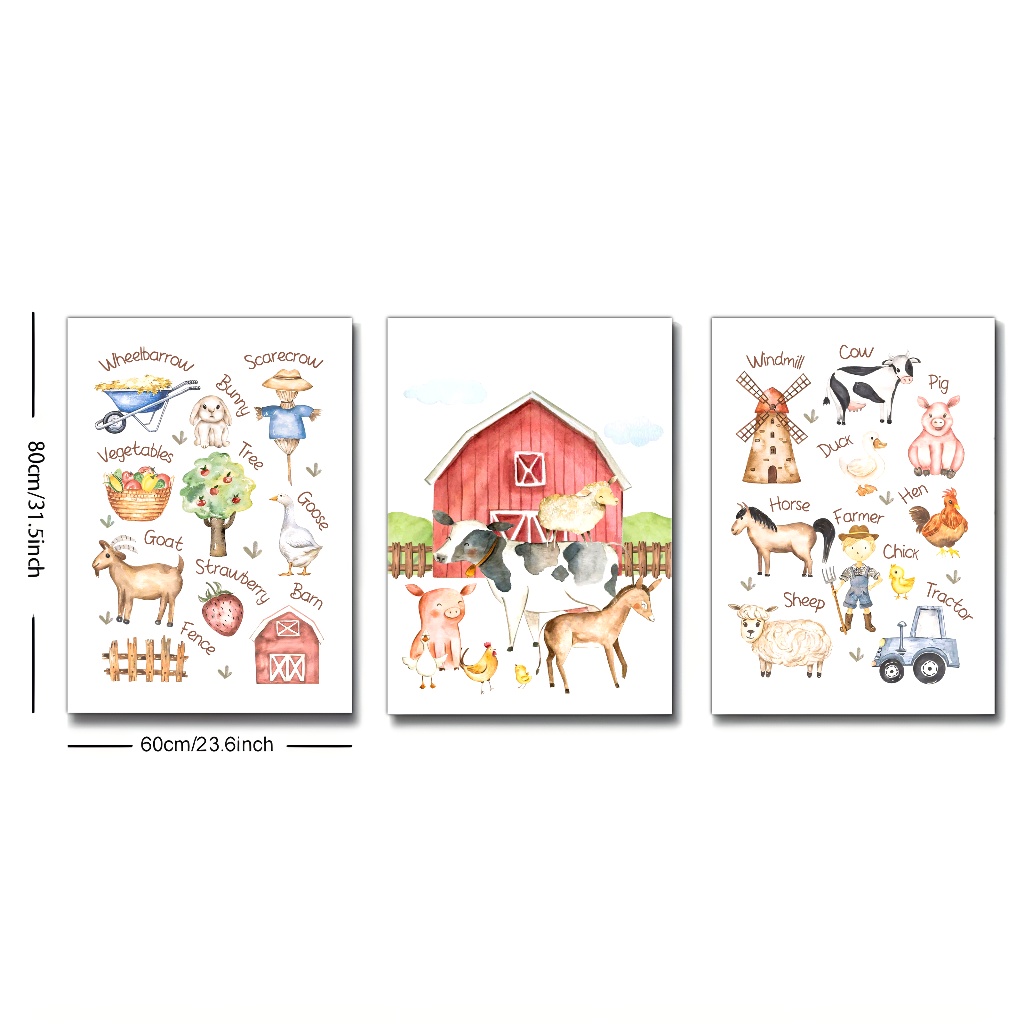 80cm/31.5inch
60cm/23.6inch
Wheelbarrow
Scarecrow
Bunny
Vegetables
Tree
Goose
Goat
Strawberry
Barn
Fence
Windmill
Cow
Pig
Duck
Hen
Horse
Farmer
Chick
Sheep
Tractor